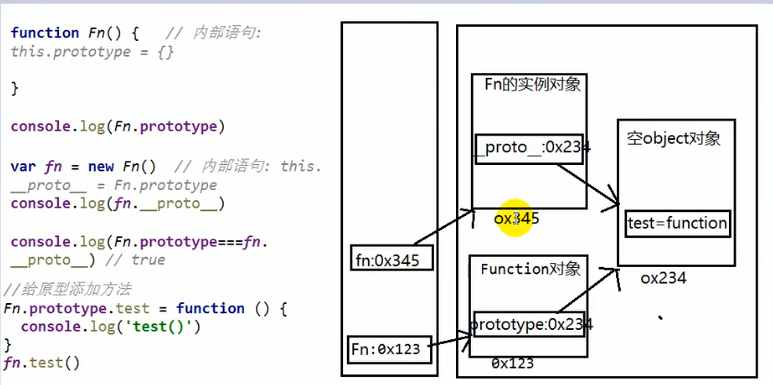 function Fn() {   // 内部语句:
this.prototype = {}
}
console.log(Fn.prototype)
var fn = new Fn()  // 内部语句: this.
__proto__ = Fn.prototype
console.log(fn.__proto__)
console.log(Fn.prototype===fn.
__proto__) // true
//给原型添加方法
Fn.prototype.test = function () {
  console.log('test()')
}
fn.test()
fn:0x345
Fn:0x123
Fn的实例对象
__proto__:0x234
ox345
Function对象
prototype:0x234
0x123
空object对象
test=function
ox234